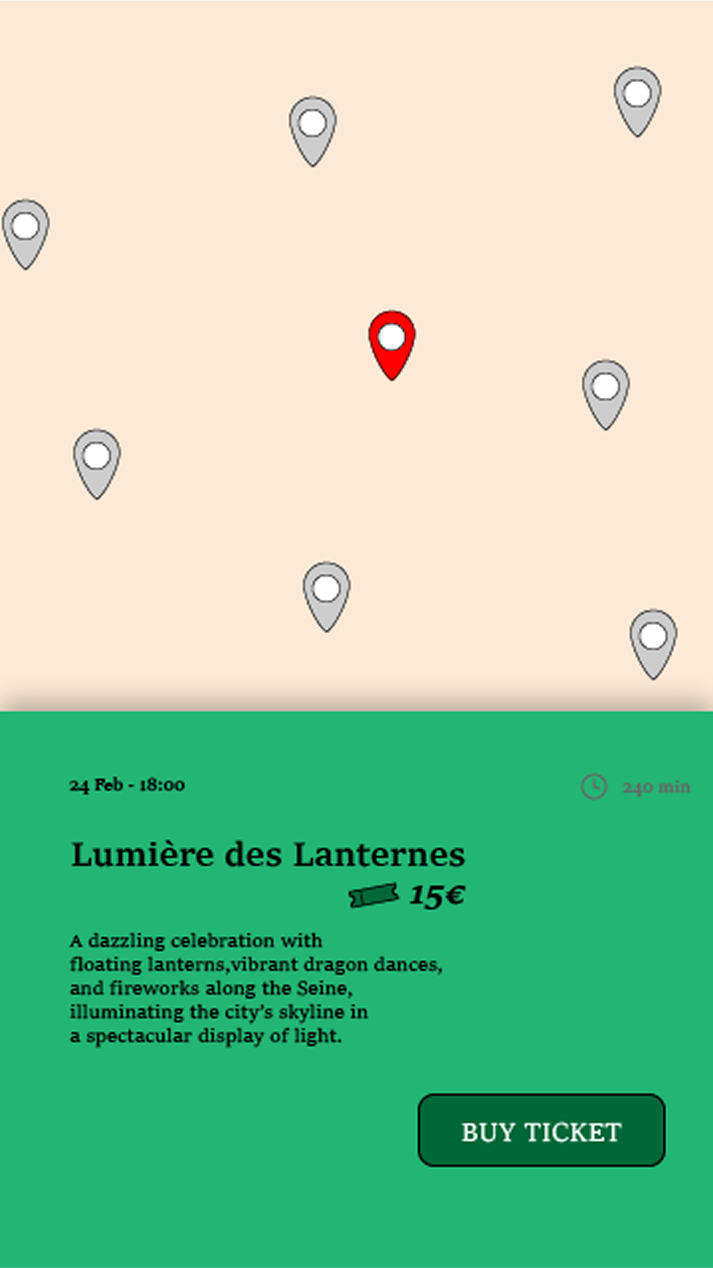 24 Feb - 18:00
240 min
Lumière des Lanternes
15€
A dazzling celebration with
floating lanterns,vibrant dragon dances,
and fireworks along the Seine,
illuminating the city's skyline in
a spectacular display of light.
BUY TICKET